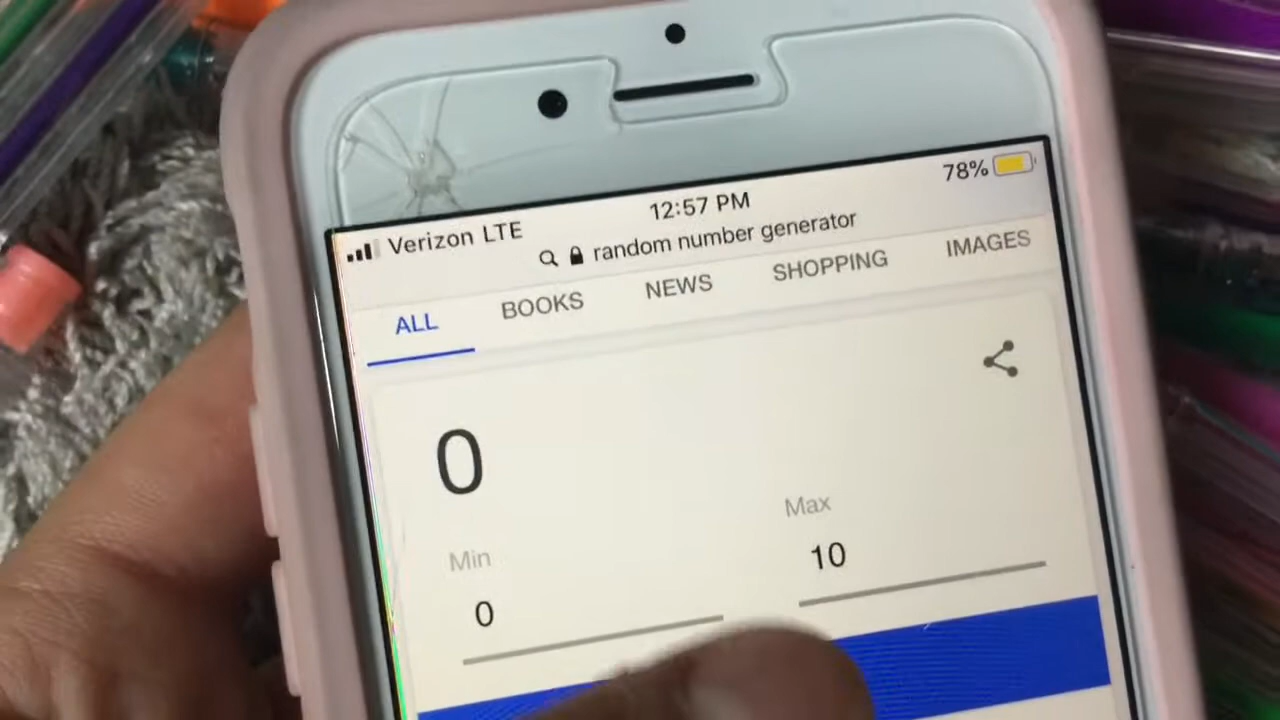 Verizon LTE 12:57 PM 78%
random number generator
ALL BOOKS NEWS SHOPPING IMAGES
0
Min Max
0 10